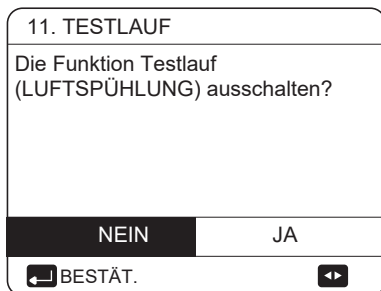 11. TESTLAUF
Die Funktion Testlauf
(LUFTSPÜHLUNG) ausschalten?
NEIN JA
BESTÄT.